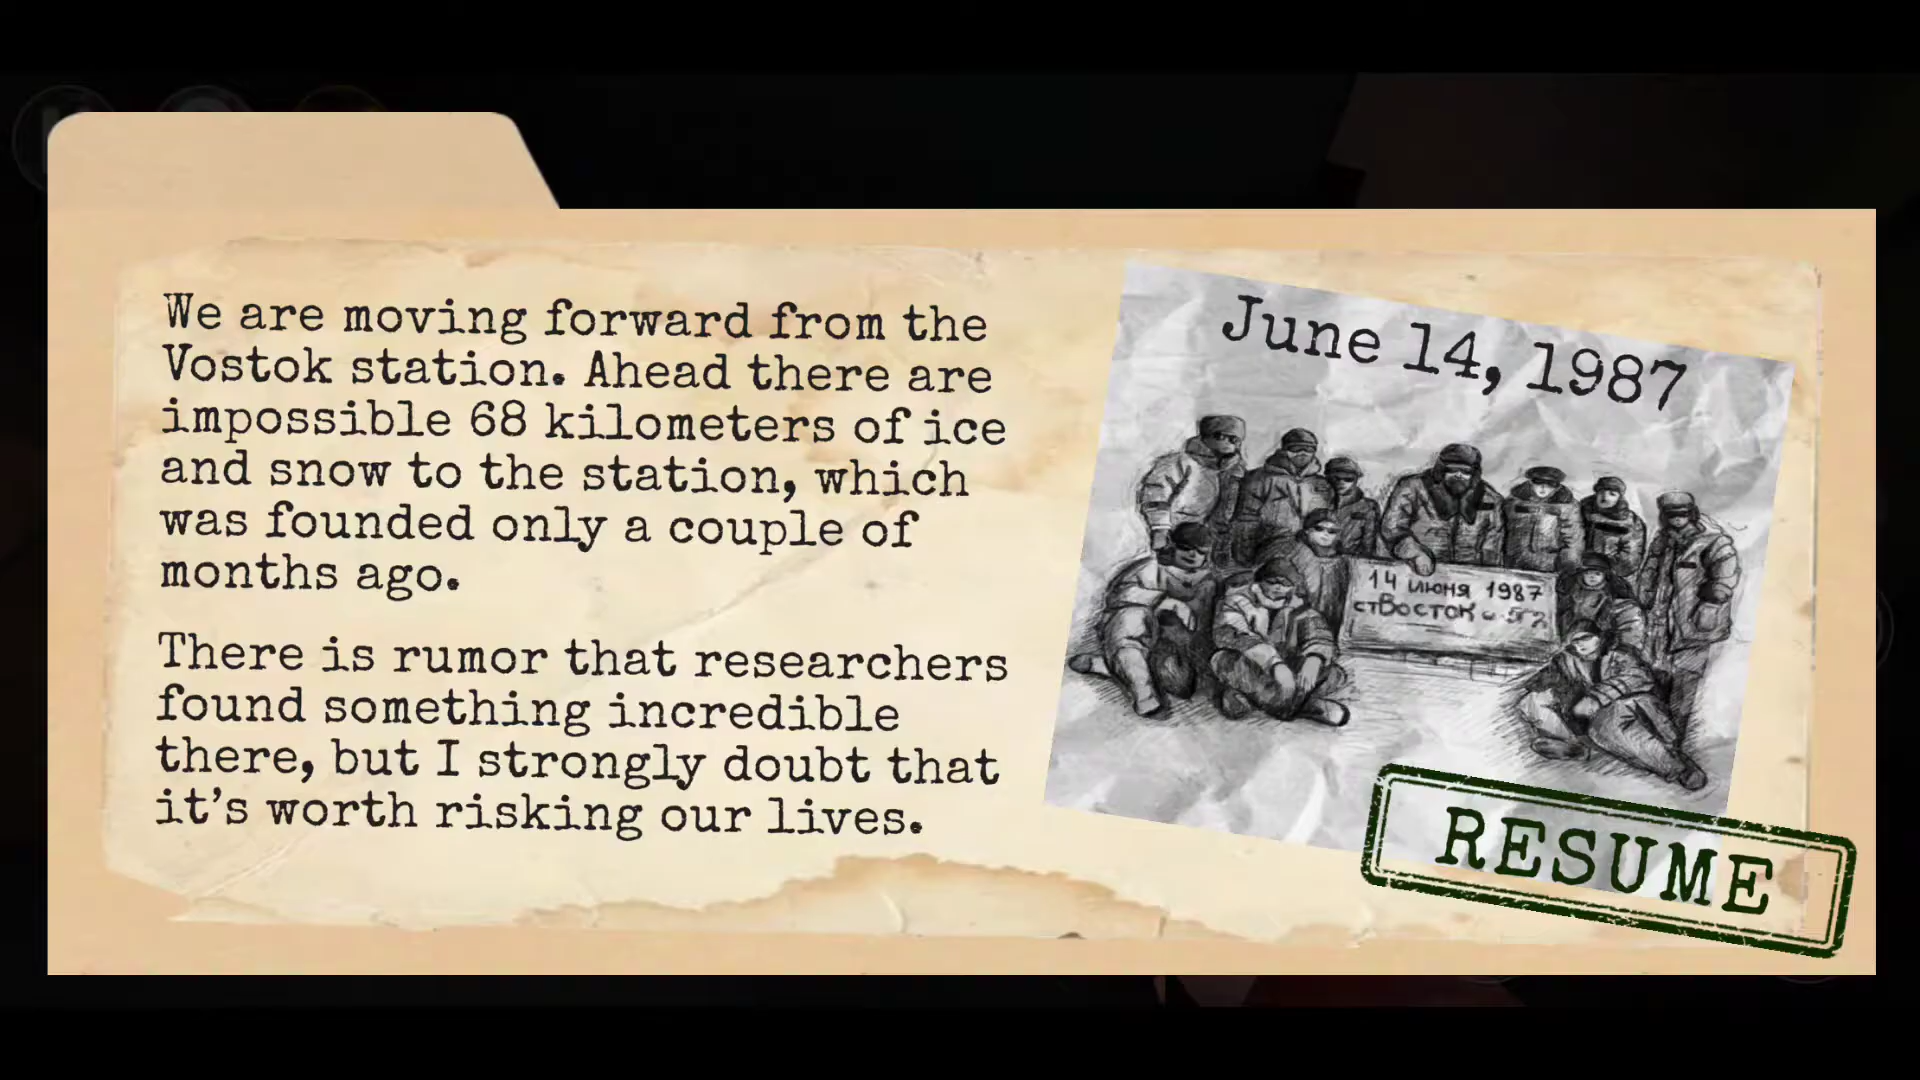 We are moving forward from the
Vostok station. Ahead there are
impossible 68 kilometers of ice
and snow to the station, which
was founded only a couple of
months ago.
There is rumor that researchers
found something incredible
there, but I strongly doubt that
it's worth risking our lives.
June 14, 1987
14 июня 1987
ст Восток
RESUME